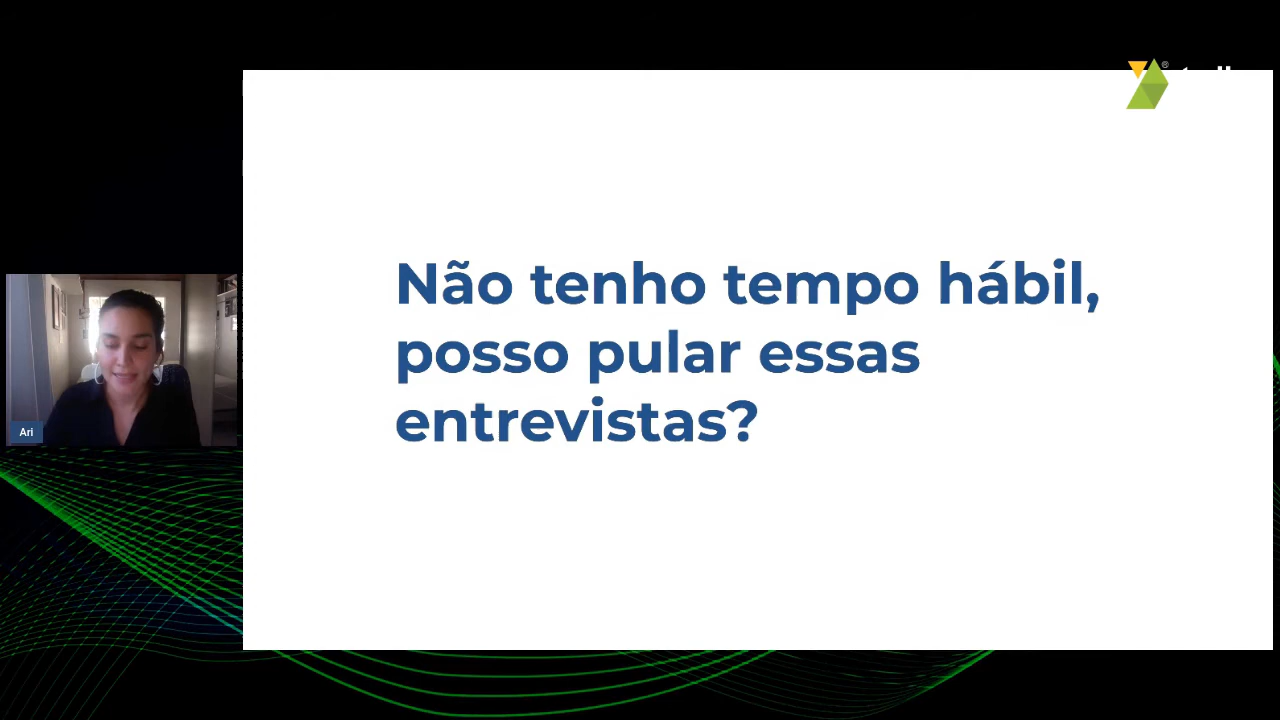 Não tenho tempo hábil,
posso pular essas
entrevistas?
Ari